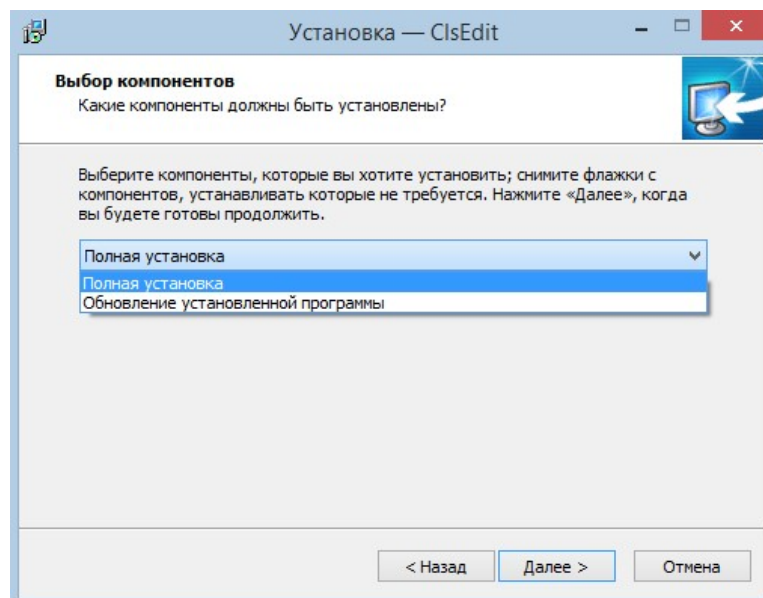 Установка — ClsEdit
Выбор компонентов
Какие компоненты должны быть установлены?
Выберите компоненты, которые вы хотите установить; снимите флажки с
компонентов, устанавливать которые не требуется. Нажмите «Далее», когда
вы будете готовы продолжить.
Полная установка
Полная установка
Обновление установленной программы
< Назад
Далее >
Отмена